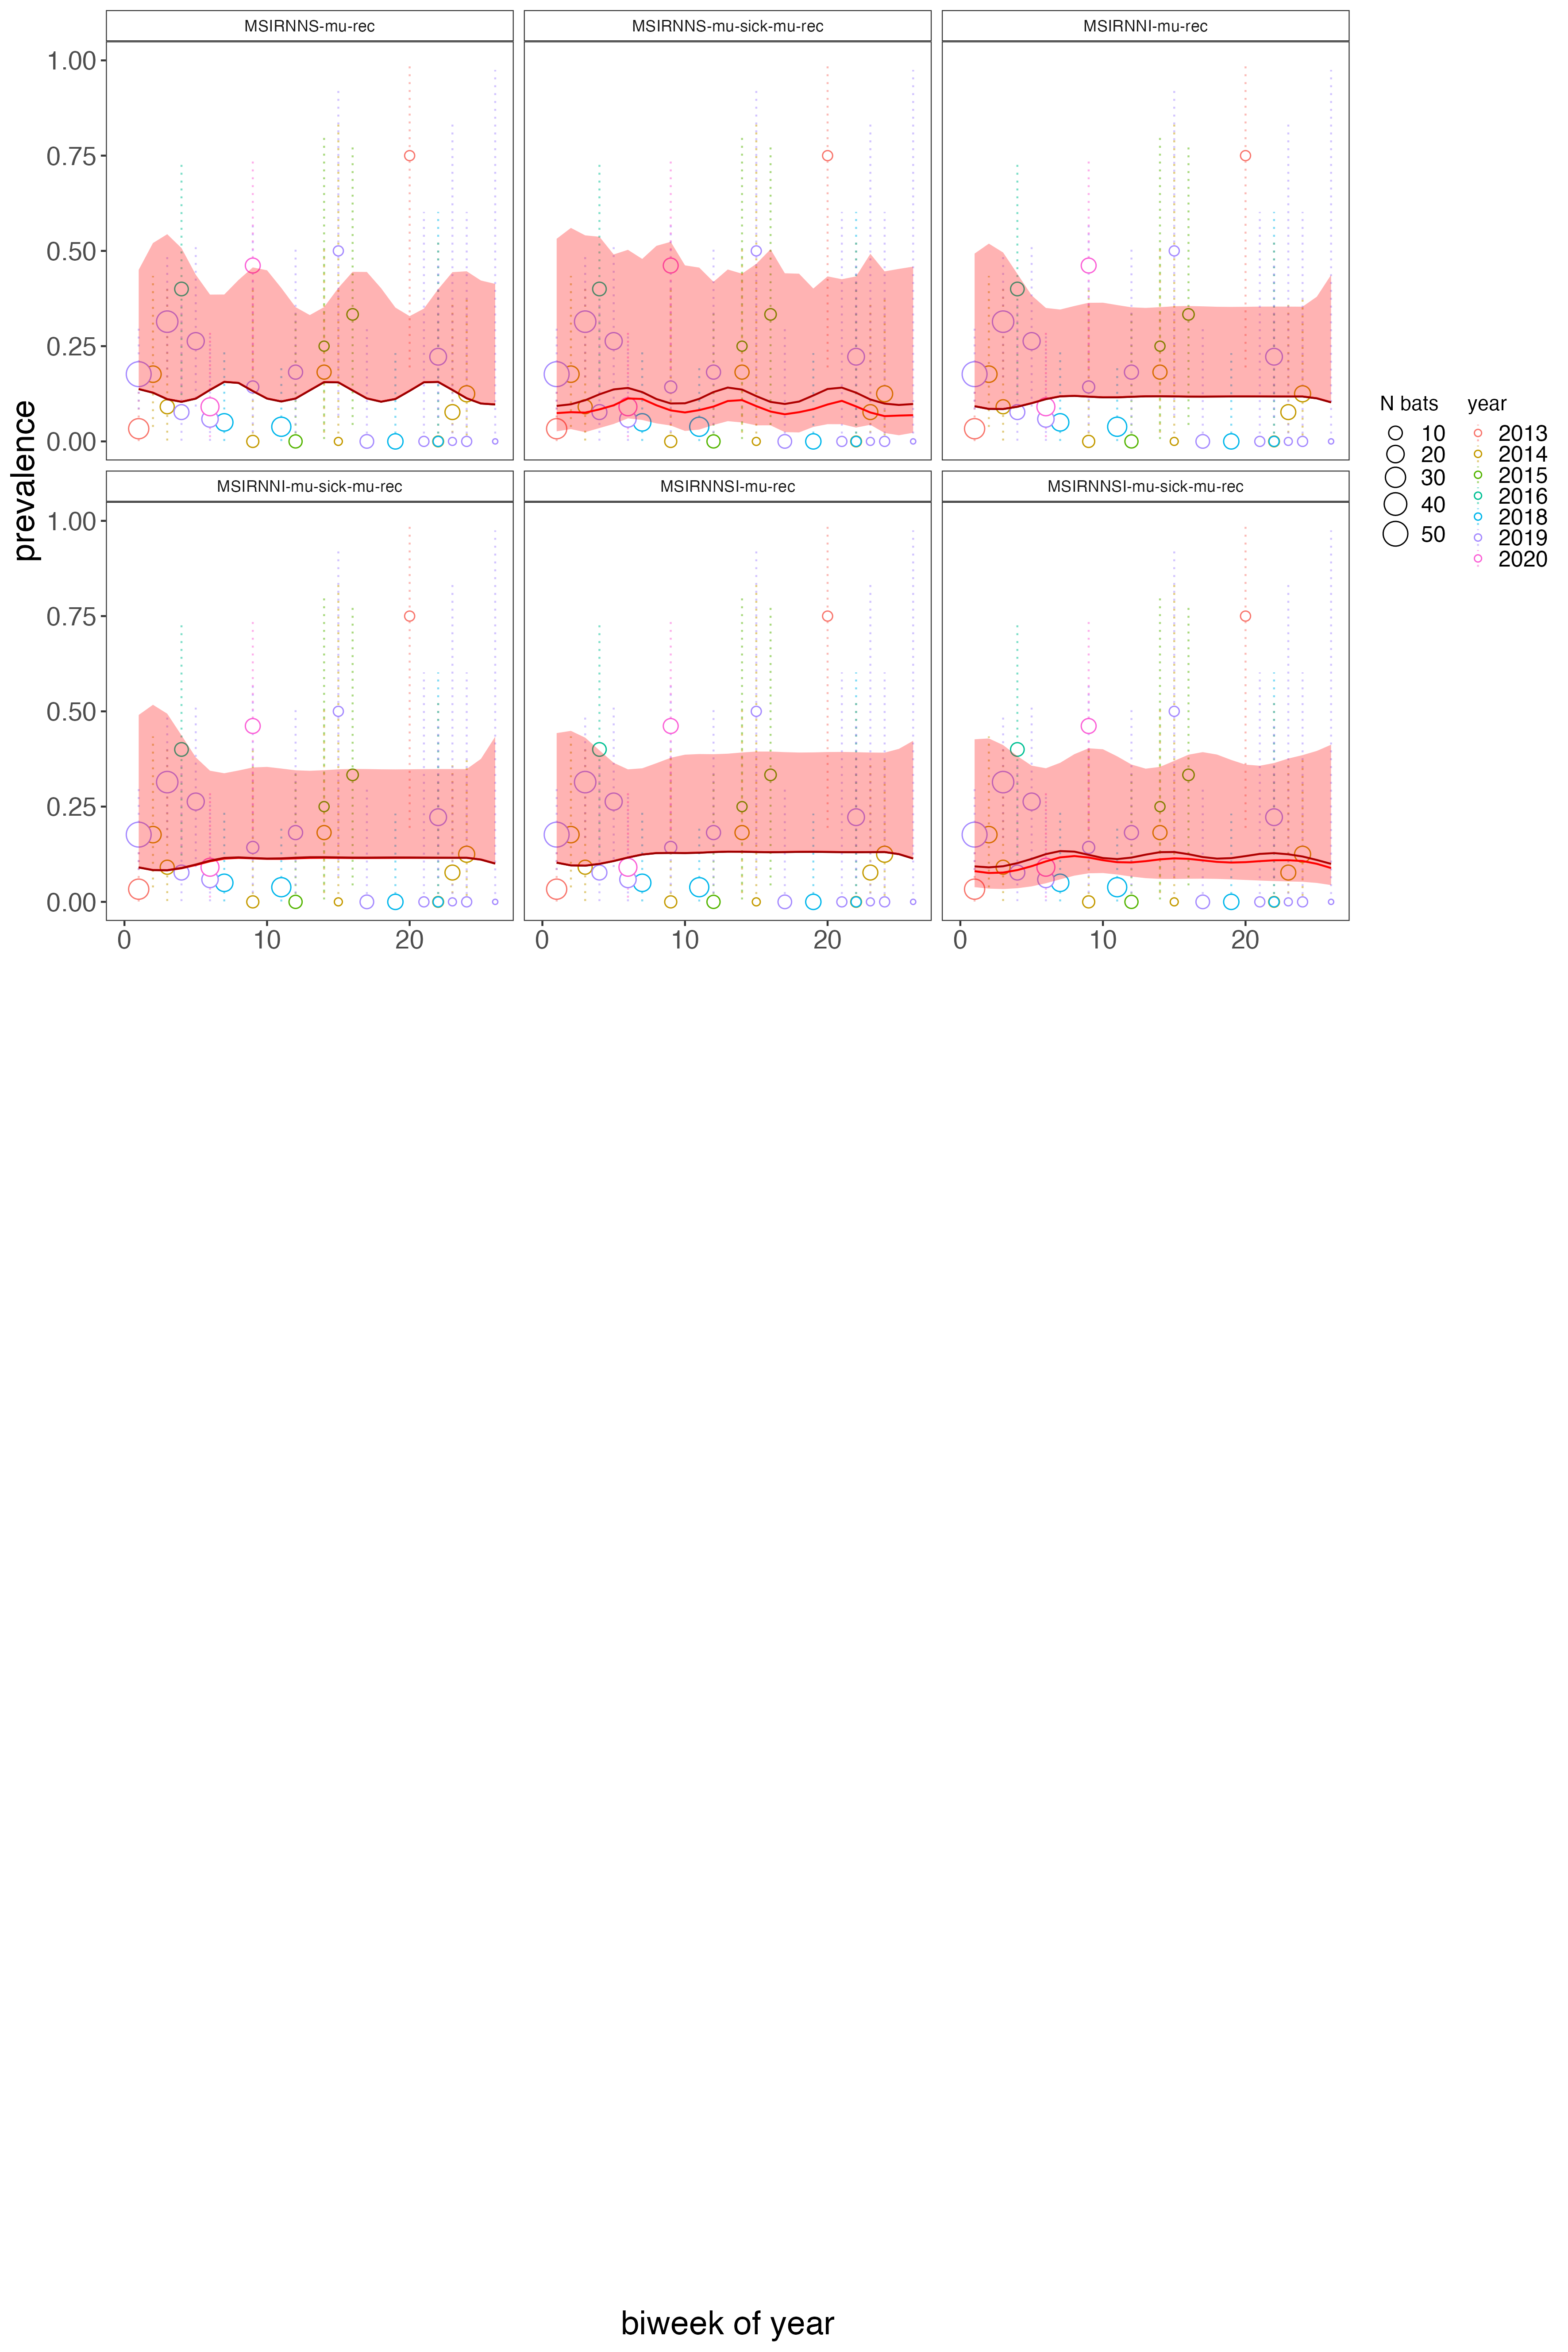 MSIRNNS-mu-rec
MSIRNNS-mu-sick-mu-rec
MSIRNNI-mu-rec
1.00
0.75
0.50
0.25
0.00
MSIRNNI-mu-sick-mu-rec
MSIRNNSI-mu-rec
MSIRNNSI-mu-sick-mu-rec
1.00
0.75
0.50
0.25
0.00
0 10 20
0 10 20
0 10 20
prevalence
biweek of year
N bats
10
20
30
40
50
year
2013
2014
2015
2016
2018
2019
2020